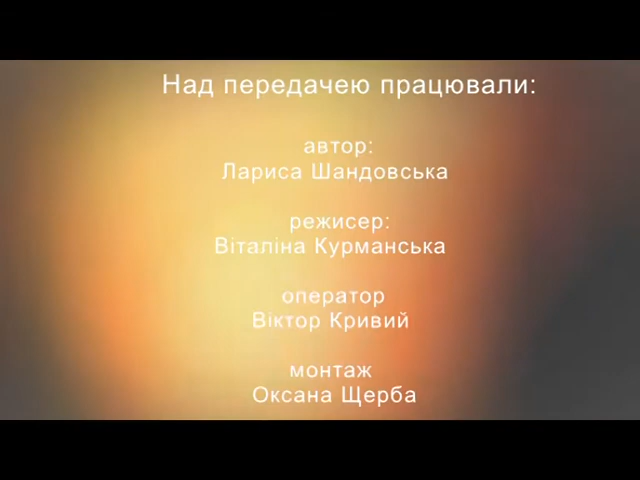 Над передачею працювали:
автор:
Лариса Шандовська
режисер:
Віталіна Курманська
оператор
Віктор Кривий
монтаж
Оксана Щерба